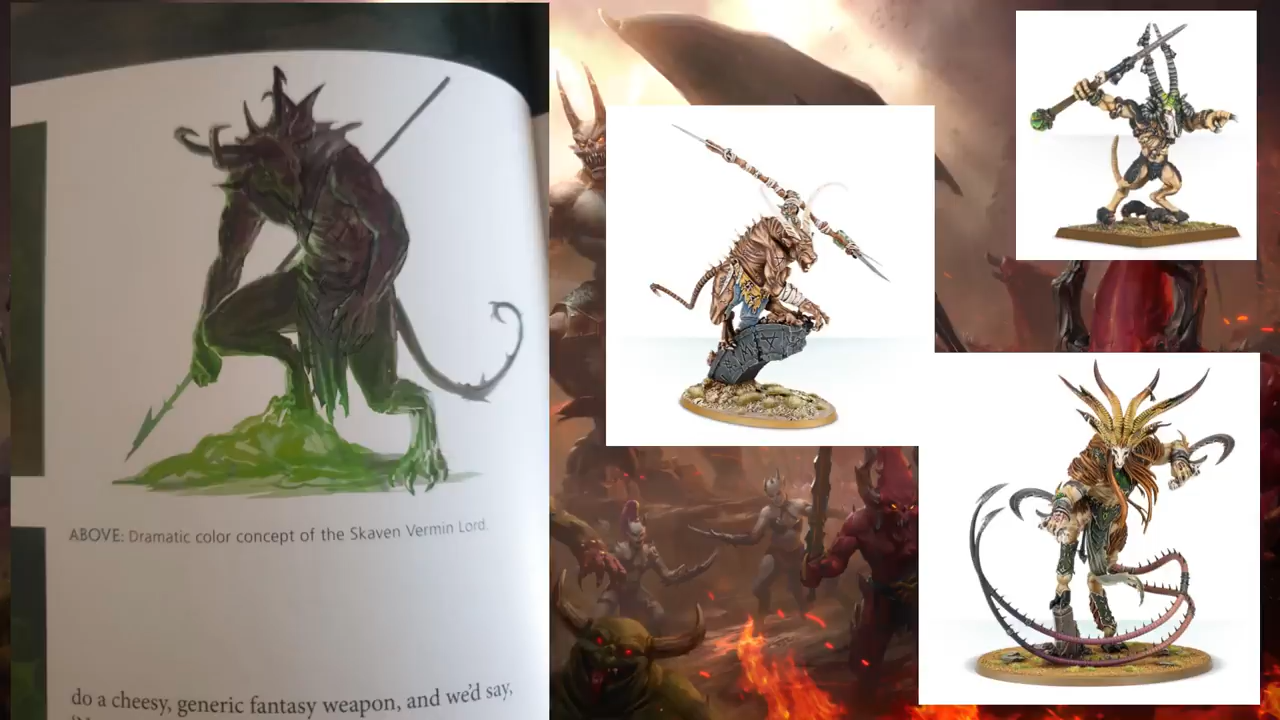 ABOVE: Dramatic color concept of the Skaven Vermin Lord.
do a cheesy, generic fantasy weapon, and we'd say,